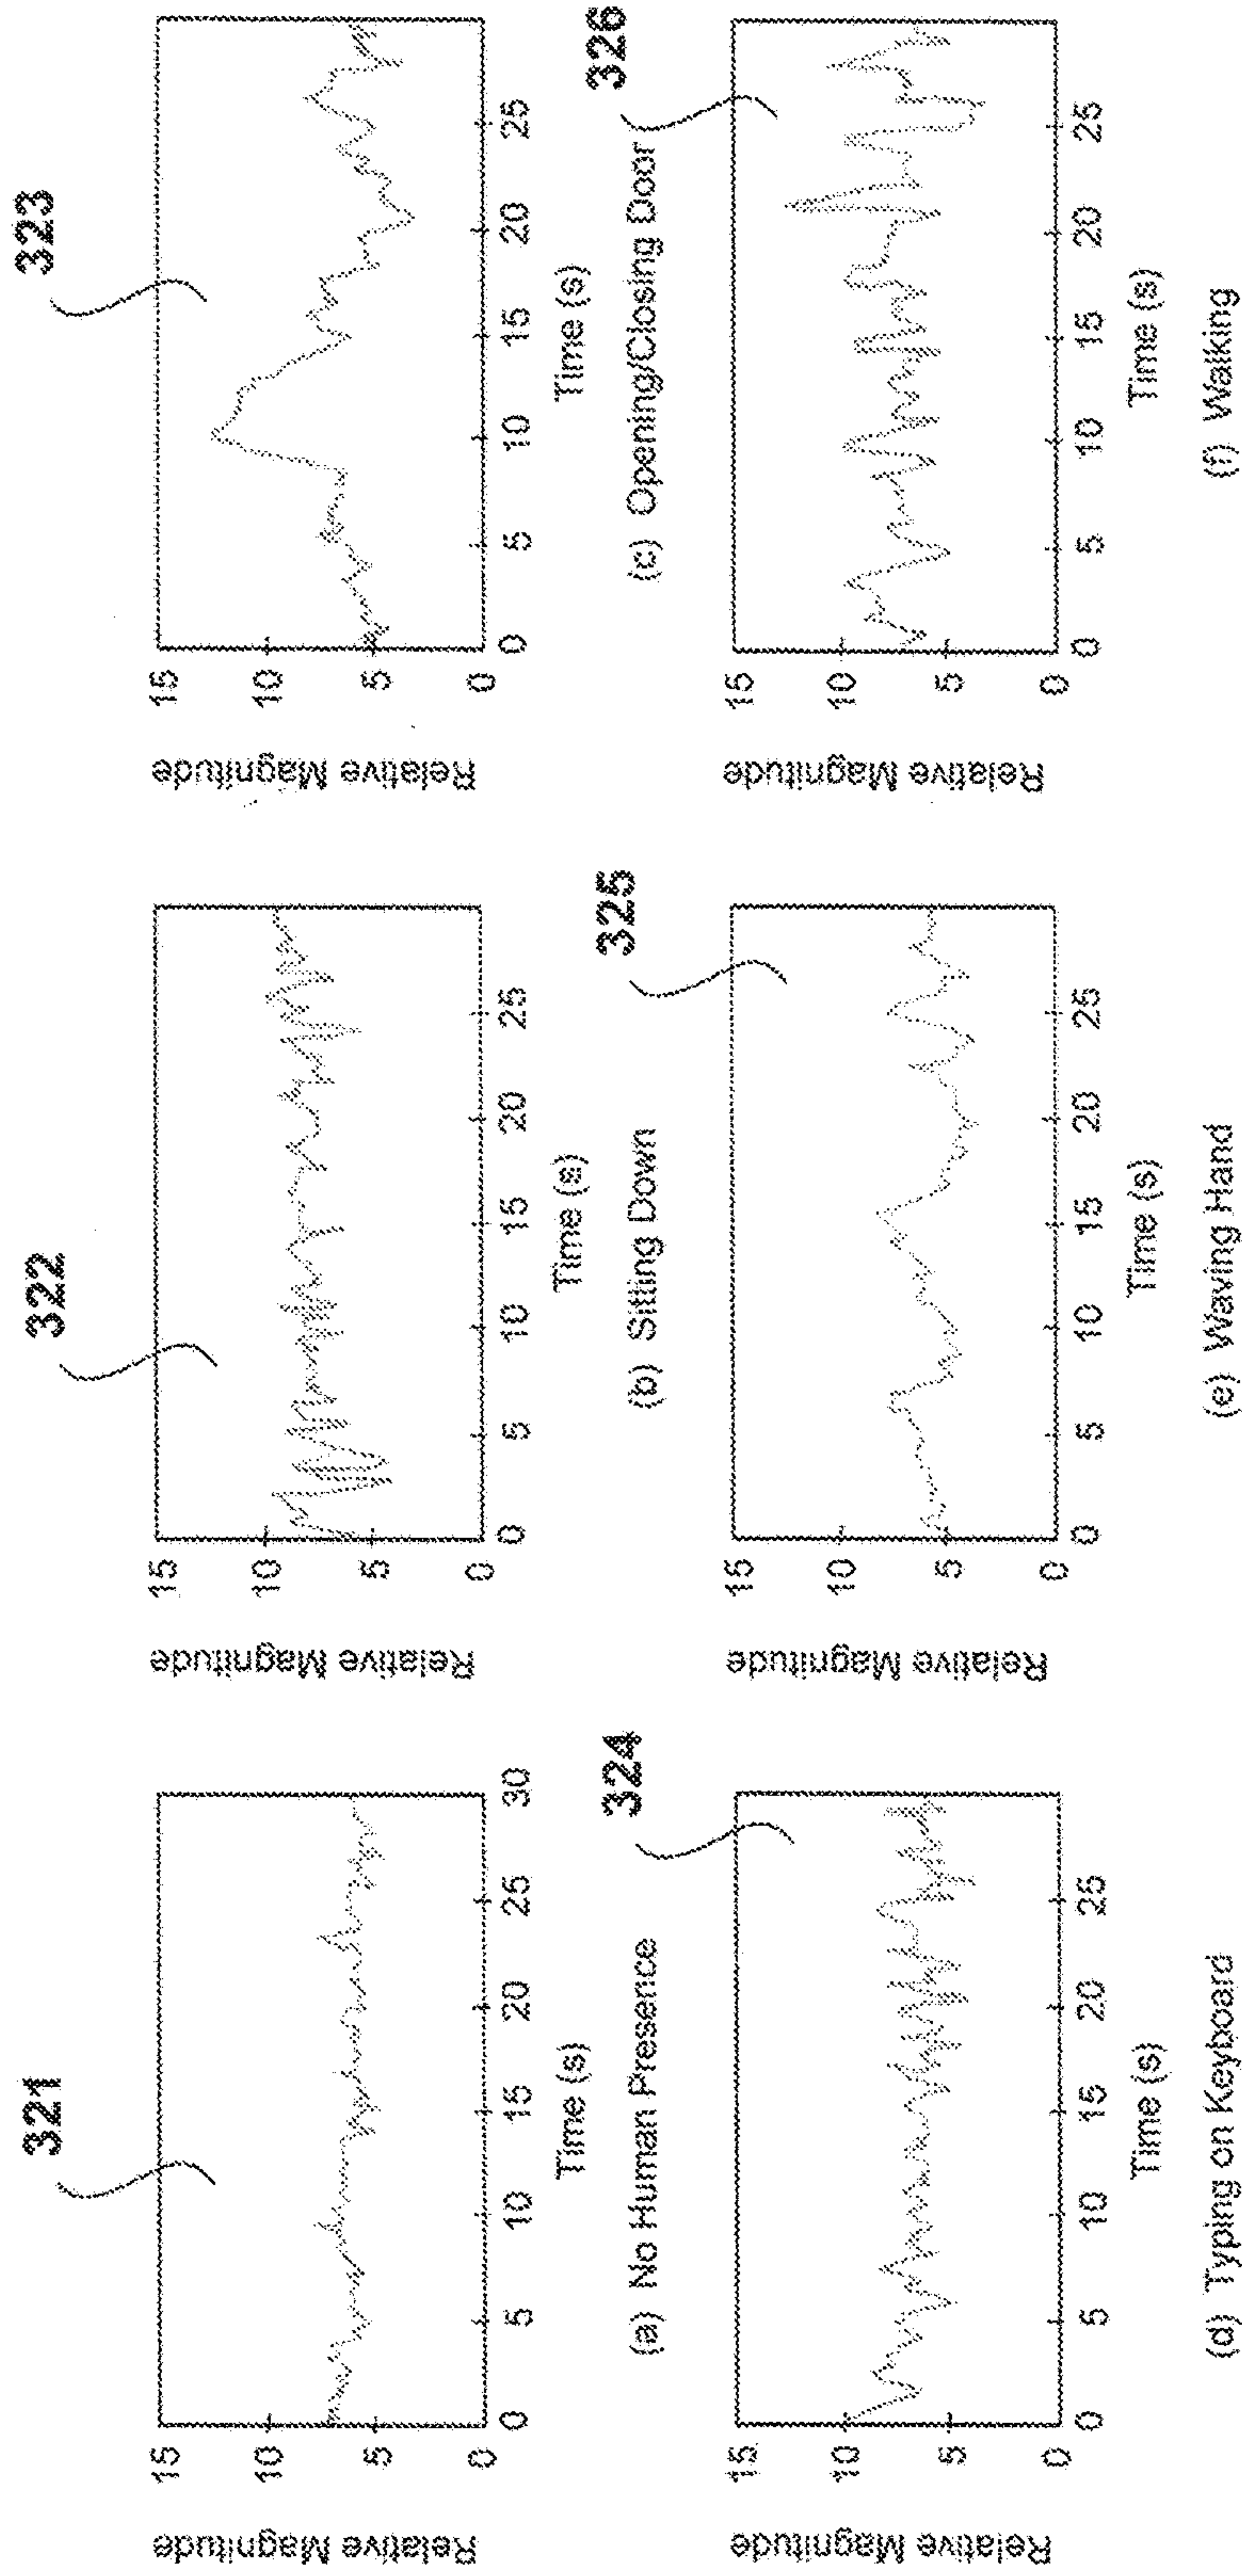 321
Relative Magnitude
15
10
5
0
0 5 10 15 20 25 30
Time (s)
(a) No Human Presence
322
Relative Magnitude
15
10
5
0
0 5 10 15 20 25
Time (s)
(b) Sitting Down
323
Relative Magnitude
15
10
5
0
0 5 10 15 20 25
Time (s)
(c) Opening/Closing Door
324
Relative Magnitude
15
10
5
0
0 5 10 15 20 25
Time (s)
(d) Typing on Keyboard
325
Relative Magnitude
15
10
5
0
0 5 10 15 20 25
Time (s)
(e) Waving Hand
326
Relative Magnitude
15
10
5
0
0 5 10 15 20 25
Time (s)
(f) Walking